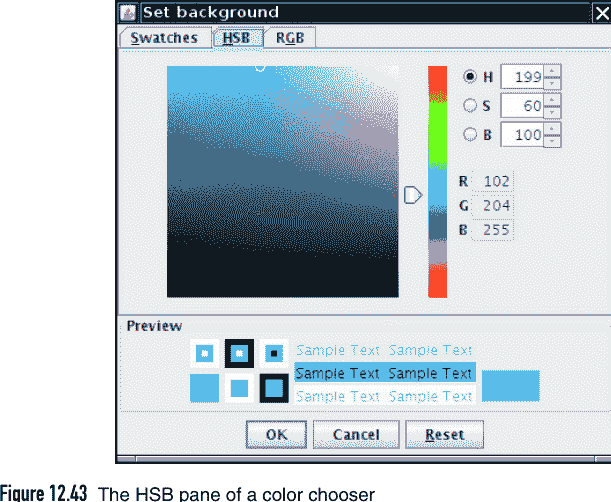 Set background
Swatches HSB RGB
H 199
S 60
B 100
R 102
G 204
B 255
Preview
Sample Text Sample Text
Sample Text Sample Text
Sample Text Sample Text
OK Cancel Reset
Figure 12.43 The HSB pane of a color chooser